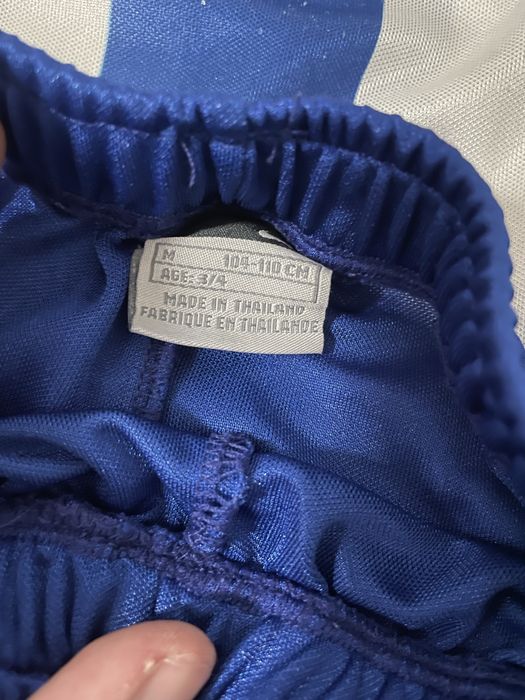 M 104-110 CM
AGE: 3/4
MADE IN THAILAND
FABRIQUE EN THAILANDE